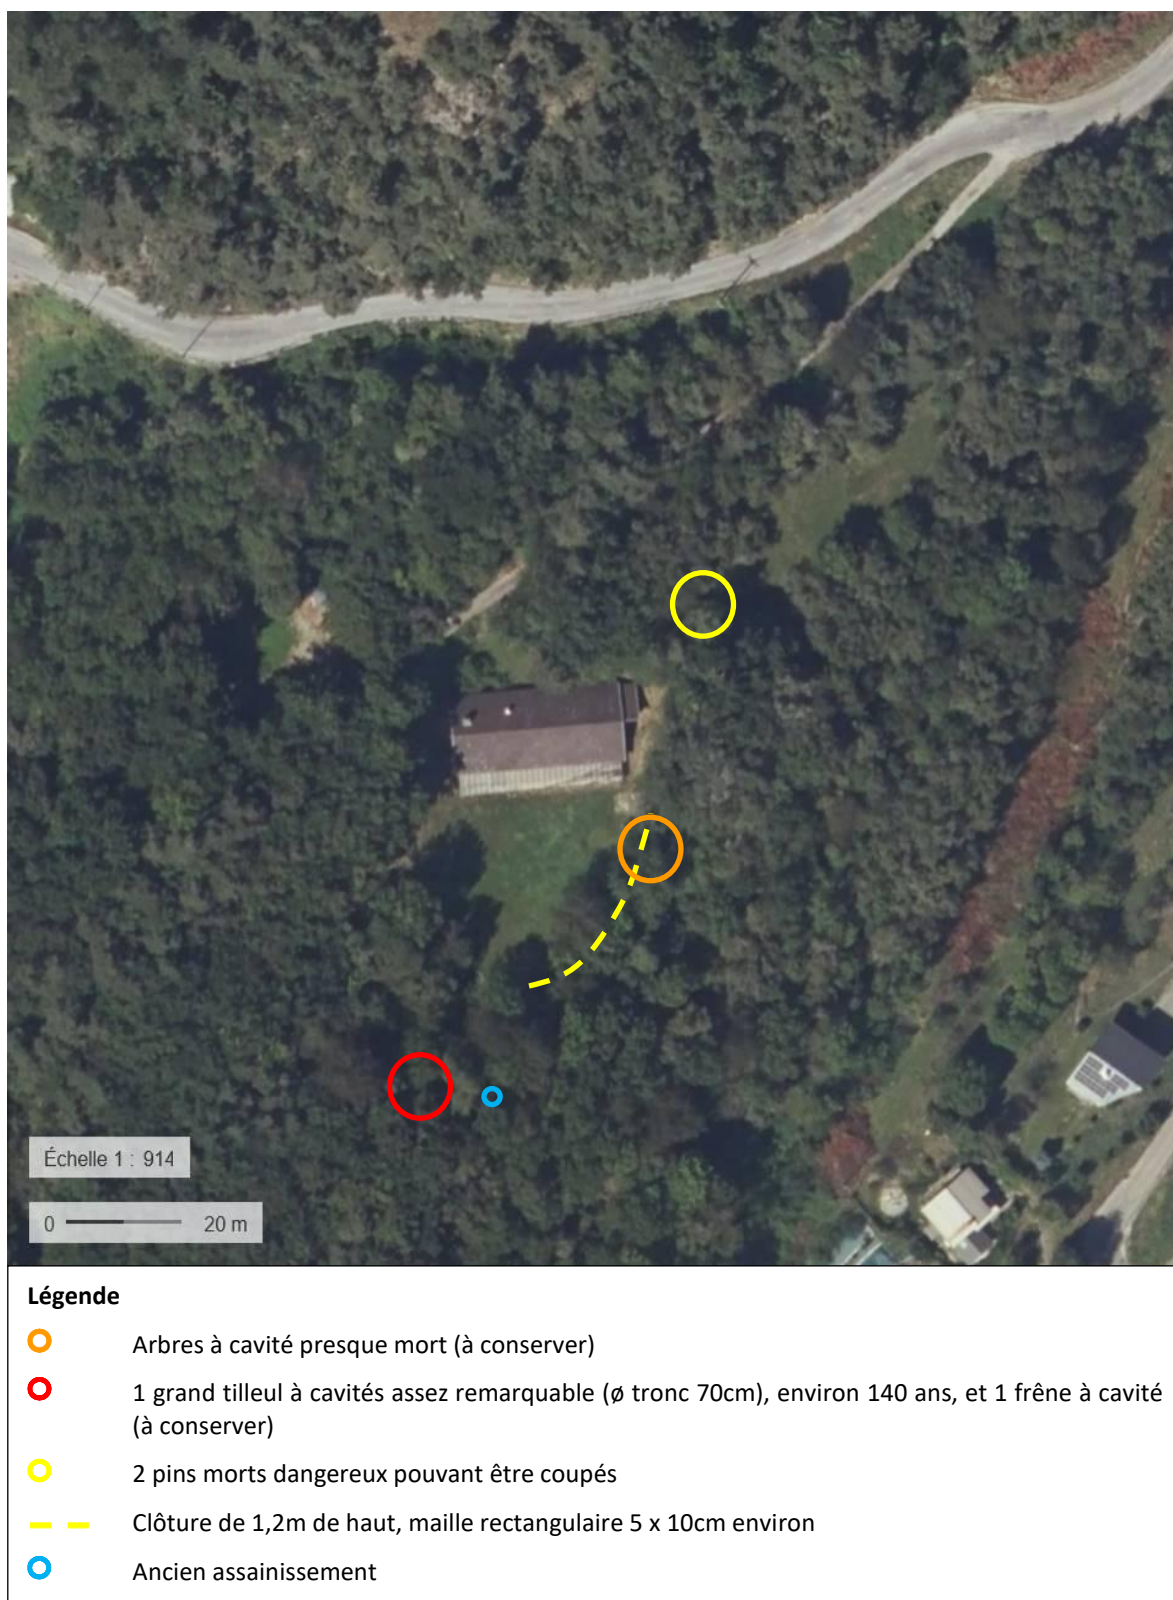 Échelle 1 : 914
0 20 m
Légende
Arbres à cavité presque mort (à conserver)
1 grand tilleul à cavités assez remarquable (ø tronc 70cm), environ 140 ans, et 1 frêne à cavité
(à conserver)
2 pins morts dangereux pouvant être coupés
Clôture de 1,2m de haut, maille rectangulaire 5 x 10cm environ
Ancien assainissement